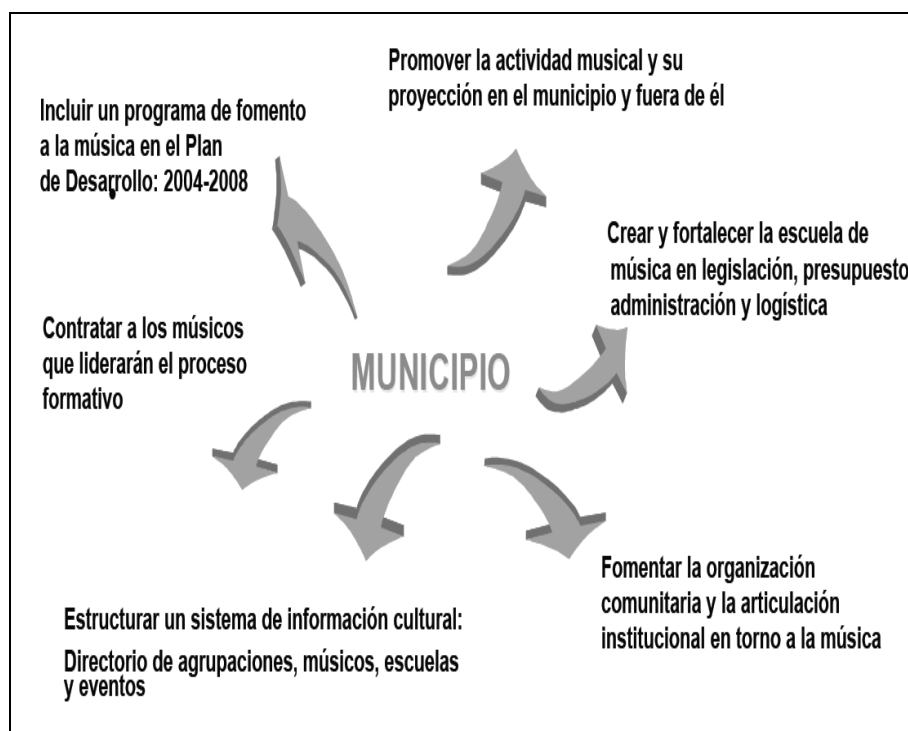 Promover la actividad musical y su
proyección en el municipio y fuera de él
Incluir un programa de fomento
a la música en el Plan
de Desarrollo: 2004-2008
Crear y fortalecer la escuela de
música en legislación, presupuesto
administración y logística
Contratar a los músicos
que liderarán el proceso
formativo
MUNICIPIO
Fomentar la organización
comunitaria y la articulación
institucional en torno a la música
Estructurar un sistema de información cultural:
Directorio de agrupaciones, músicos, escuelas
y eventos